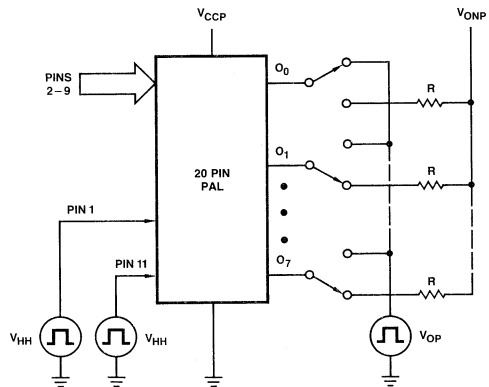 VCCP
VONP
PINS
2–9
O0
R
O1
20 PIN
PAL
R
PIN 1
PIN 11
O7
R
VHH
VHH
VOP